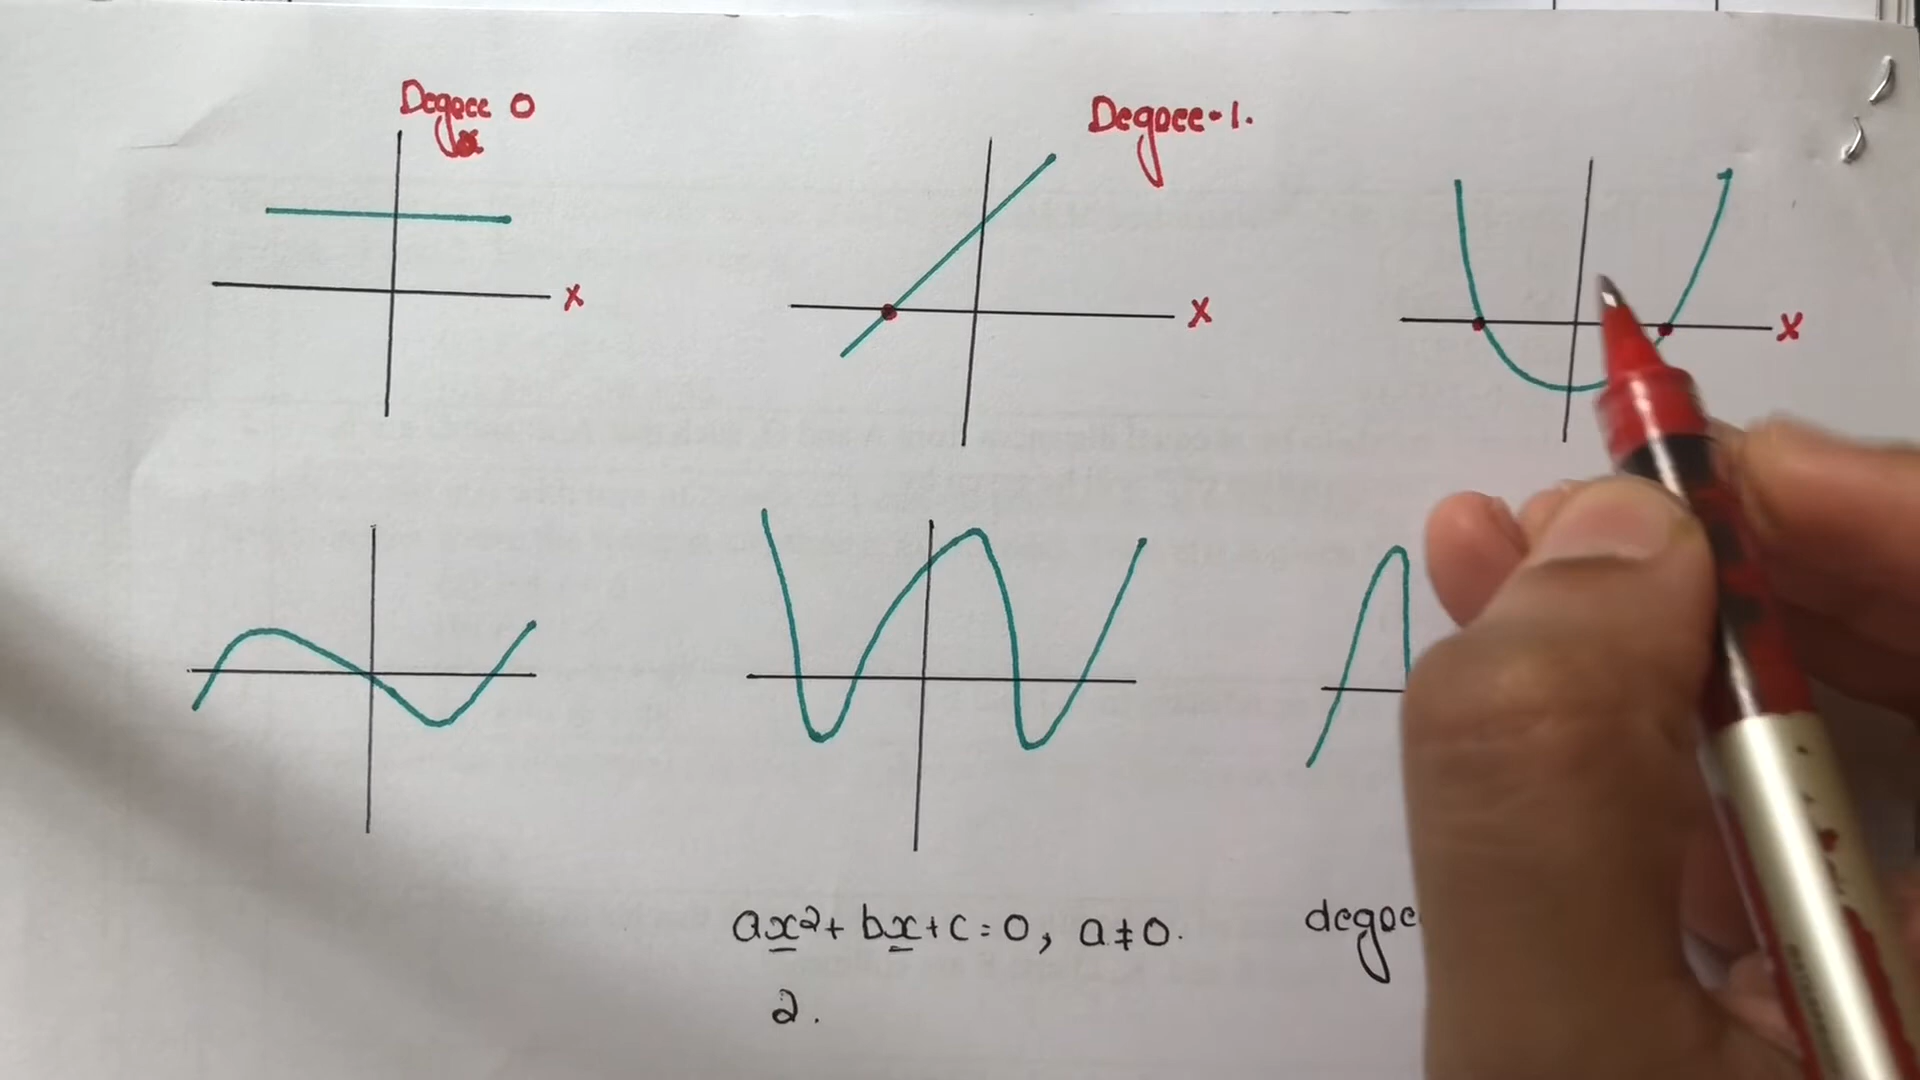 Degree 0
Degree-1.
x
x
x
ax²+ bx+c=0, a≠0.
degree
2.